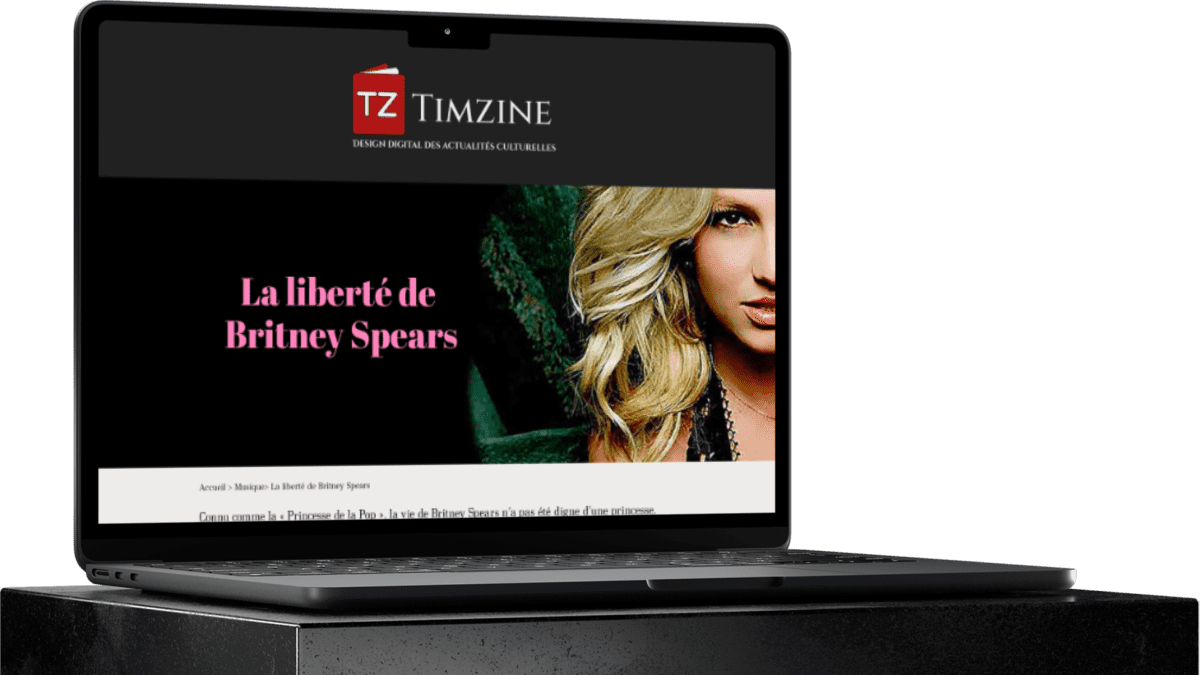 TZ TIMZINE
DESIGN DIGITAL DES ACTUALITÉS CULTURELLES
La liberté de
Britney Spears
Accueil > Musique> La liberté de Britney Spears
Connu comme la « Princesse de la Pop », la vie de Britney Spears n'a pas été digne d'une princesse.